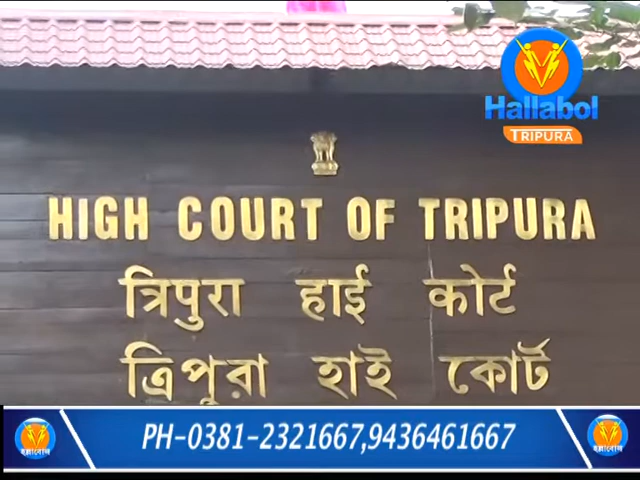 Hallabol
TRIPURA
HIGH COURT OF TRIPURA
त्रिपुरा हाई कोर्ट
ত্রিপুরা হাই কোর্ট
PH-0381-2321667,9436461667
হাল্লাবোল
হাল্লাবোল